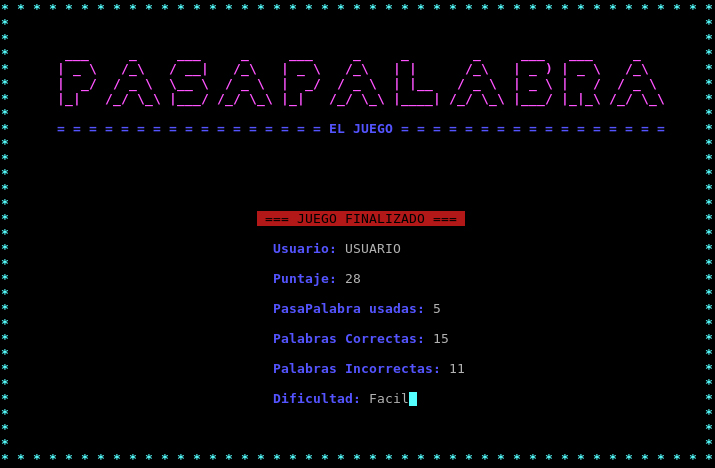 PASAPALABRA
= = = = = = = = = = = = = = = = = EL JUEGO = = = = = = = = = = = = = = = = =
=== JUEGO FINALIZADO ===
Usuario: USUARIO
Puntaje: 28
PasaPalabra usadas: 5
Palabras Correctas: 15
Palabras Incorrectas: 11
Dificultad: Facil